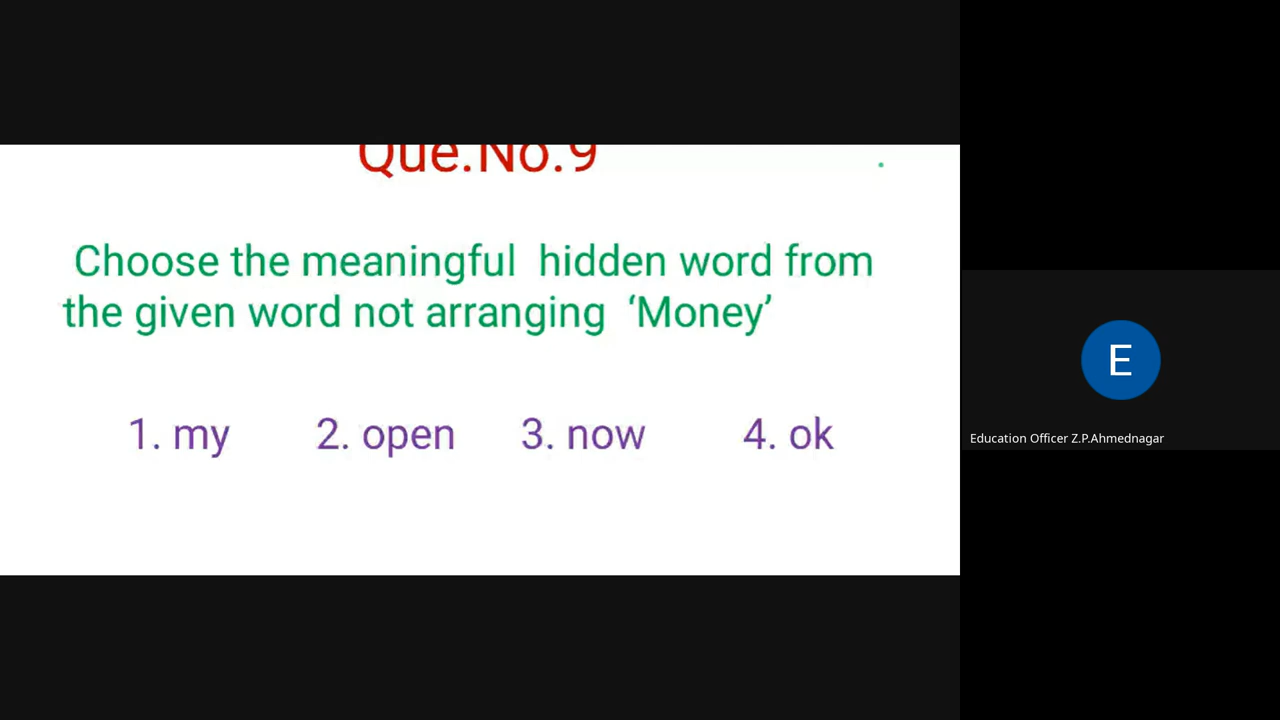 Que.No.9
Choose the meaningful hidden word from
the given word not arranging ‘Money’
1. my 2. open 3. now 4. ok
E
Education Officer Z.P.Ahmednagar